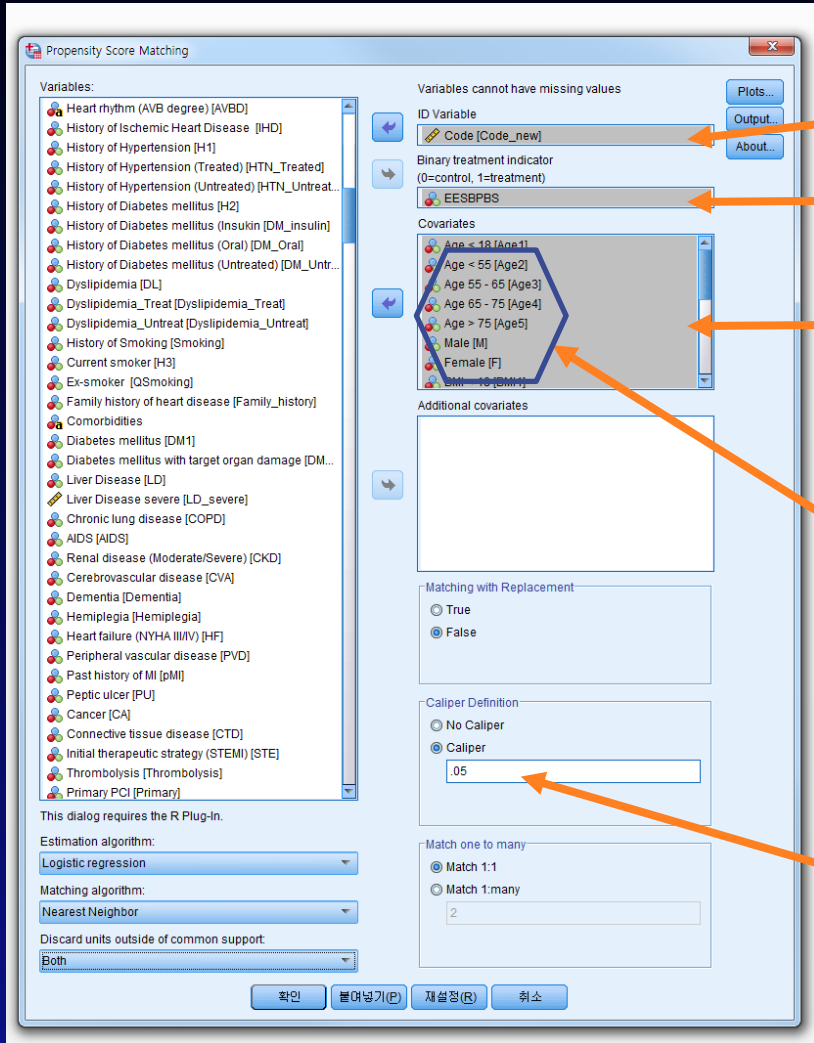 Propensity Score Matching
Variables:
Heart rhythm (AVB degree) [AVBD]
History of Ischemic Heart Disease [IHD]
History of Hypertension [H1]
History of Hypertension (Treated) [HTN_Treated]
History of Hypertension (Untreated) [HTN_Untreat...
History of Diabetes mellitus [H2]
History of Diabetes mellitus (Insukin [DM_insulin]
History of Diabetes mellitus (Oral) [DM_Oral]
History of Diabetes mellitus (Untreated) [DM_Untr...
Dyslipidemia [DL]
Dyslipidemia_Treat [Dyslipidemia_Treat]
Dyslipidemia_Untreat [Dyslipidemia_Untreat]
History of Smoking [Smoking]
Current smoker [H3]
Ex-smoker [QSmoking]
Family history of heart disease [Family_history]
Comorbidities
Diabetes mellitus [DM1]
Diabetes mellitus with target organ damage [DM...
Liver Disease [LD]
Liver Disease severe [LD_severe]
Chronic lung disease [COPD]
AIDS [AIDS]
Renal disease (Moderate/Severe) [CKD]
Cerebrovascular disease [CVA]
Dementia [Dementia]
Hemiplegia [Hemiplegia]
Heart failure (NYHA III/IV) [HF]
Peripheral vascular disease [PVD]
Past history of MI [pMI]
Peptic ulcer [PU]
Cancer [CA]
Connective tissue disease [CTD]
Initial therapeutic strategy (STEMI) [STE]
Thrombolysis [Thrombolysis]
Primary PCI [Primary]
This dialog requires the R Plug-In.
Estimation algorithm:
Logistic regression
Matching algorithm:
Nearest Neighbor
Discard units outside of common support:
Both
Variables cannot have missing values
ID Variable
Code [Code_new]
Binary treatment indicator
(0=control, 1=treatment)
EESBPBS
Covariates
Age < 18 [Age1]
Age < 55 [Age2]
Age 55 - 65 [Age3]
Age 65 - 75 [Age4]
Age > 75 [Age5]
Male [M]
Female [F]
Additional covariates
Matching with Replacement
True
False
Caliper Definition
No Caliper
Caliper
.05
Match one to many
Match 1:1
Match 1:many
2
Plots...
Output...
About...
확인
붙여넣기(P)
재설정(R)
취소